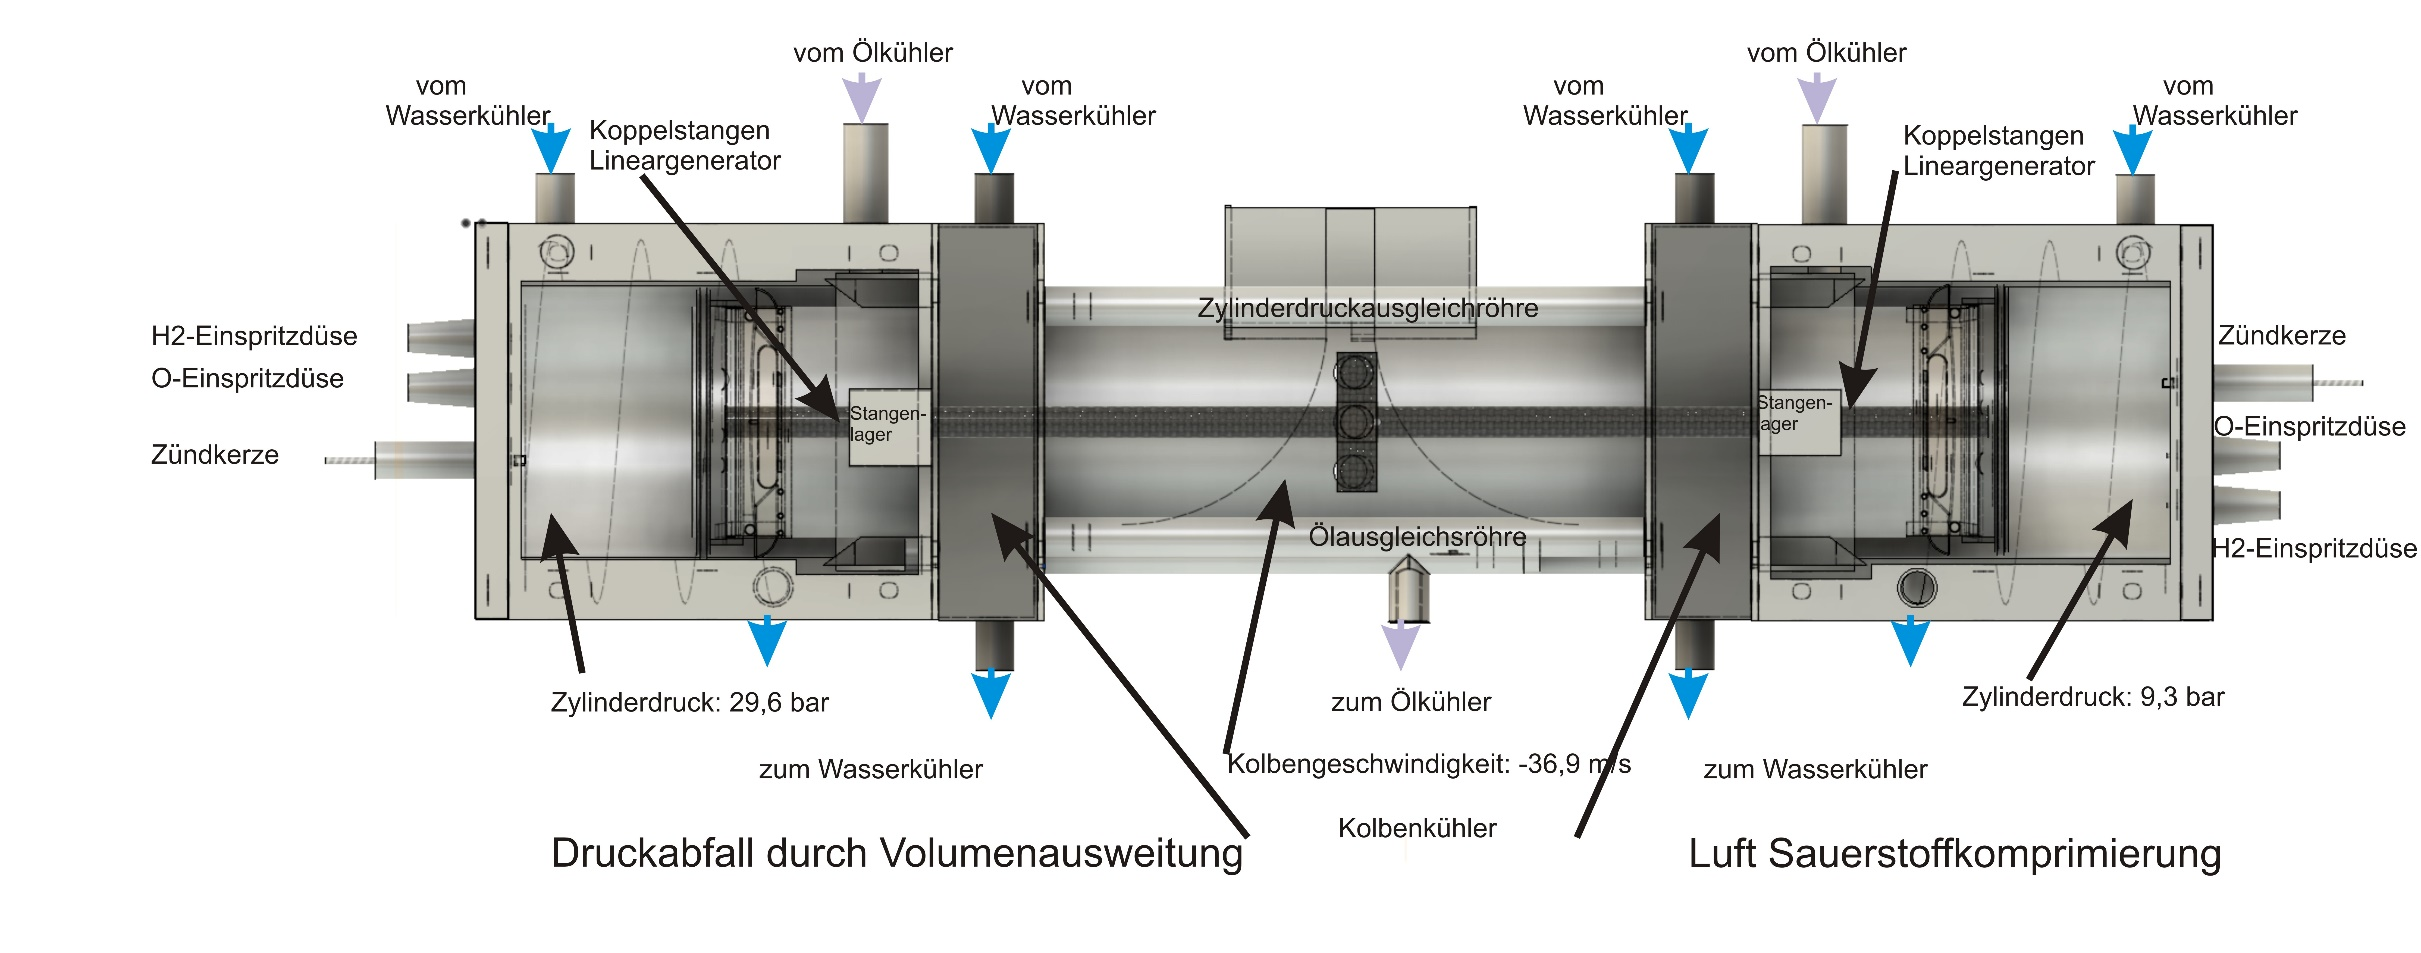 vom Ölkühler
vom Ölkühler
vom
Wasserkühler
vom
Wasserkühler
vom
Wasserkühler
vom
Wasserkühler
Koppelstangen
Lineargenerator
Koppelstangen
Lineargenerator
Zylinderdruckausgleichröhre
H2-Einspritzdüse
O-Einspritzdüse
Zündkerze
Zündkerze
Stangen-
lager
Stangen-
ager
O-Einspritzdüse
H2-Einspritzdüse
Ölausgleichsröhre
Zylinderdruck: 29,6 bar
zum Ölkühler
Zylinderdruck: 9,3 bar
zum Wasserkühler
Kolbengeschwindigkeit: -36,9 m/s
zum Wasserkühler
Kolbenkühler
Druckabfall durch Volumenausweitung
Luft Sauerstoffkomprimierung